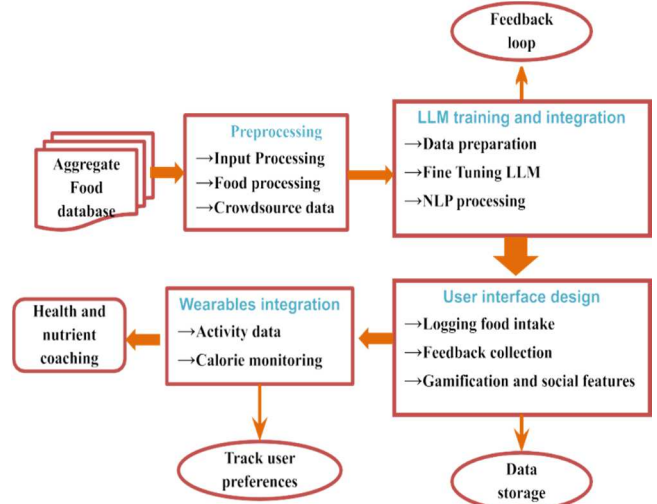 Feedback
loop
Aggregate
Food
database
Preprocessing
→Input Processing
→Food processing
→Crowdsource data
LLM training and integration
→Data preparation
→Fine Tuning LLM
→NLP processing
Health and
nutrient
coaching
Wearables integration
→Activity data
→Calorie monitoring
User interface design
→Logging food intake
→Feedback collection
→Gamification and social features
Track user
preferences
Data
storage